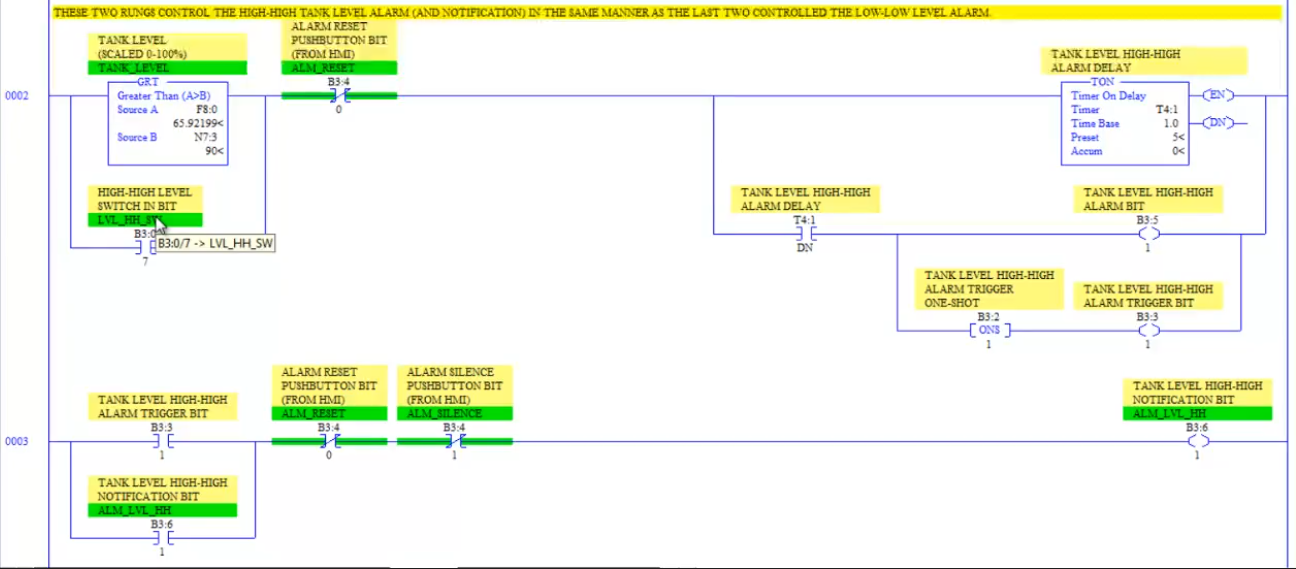 THESE TWO RUNGS CONTROL THE HIGH-HIGH TANK LEVEL ALARM (AND NOTIFICATION) IN THE SAME MANNER AS THE LAST TWO CONTROLLED THE LOW-LOW LEVEL ALARM.
TANK LEVEL
(SCALED 0-100%)
TANK_LEVEL
ALARM RESET
PUSHBUTTON BIT
(FROM HMI)
ALM_RESET
TANK LEVEL HIGH-HIGH
ALARM DELAY
0002
GRT
Greater Than (A>B)
Source A F8:0
65.92199<
Source B N7:3
90<
B3:4
0
TON
Timer On Delay
Timer T4:1
Time Base 1.0
Preset 5<
Accum 0<
EN
DN
HIGH-HIGH LEVEL
SWITCH IN BIT
LVL_HH_SW
B3:0
7
B3:0/7 -> LVL_HH_SW
TANK LEVEL HIGH-HIGH
ALARM DELAY
T4:1
DN
TANK LEVEL HIGH-HIGH
ALARM BIT
B3:5
1
TANK LEVEL HIGH-HIGH
ALARM TRIGGER
ONE-SHOT
B3:2
ONS
1
TANK LEVEL HIGH-HIGH
ALARM TRIGGER BIT
B3:3
1
0003
TANK LEVEL HIGH-HIGH
ALARM TRIGGER BIT
B3:3
1
ALARM RESET
PUSHBUTTON BIT
(FROM HMI)
ALM_RESET
B3:4
0
ALARM SILENCE
PUSHBUTTON BIT
(FROM HMI)
ALM_SILENCE
B3:4
1
TANK LEVEL HIGH-HIGH
NOTIFICATION BIT
ALM_LVL_HH
B3:6
1
TANK LEVEL HIGH-HIGH
NOTIFICATION BIT
ALM_LVL_HH
B3:6
1